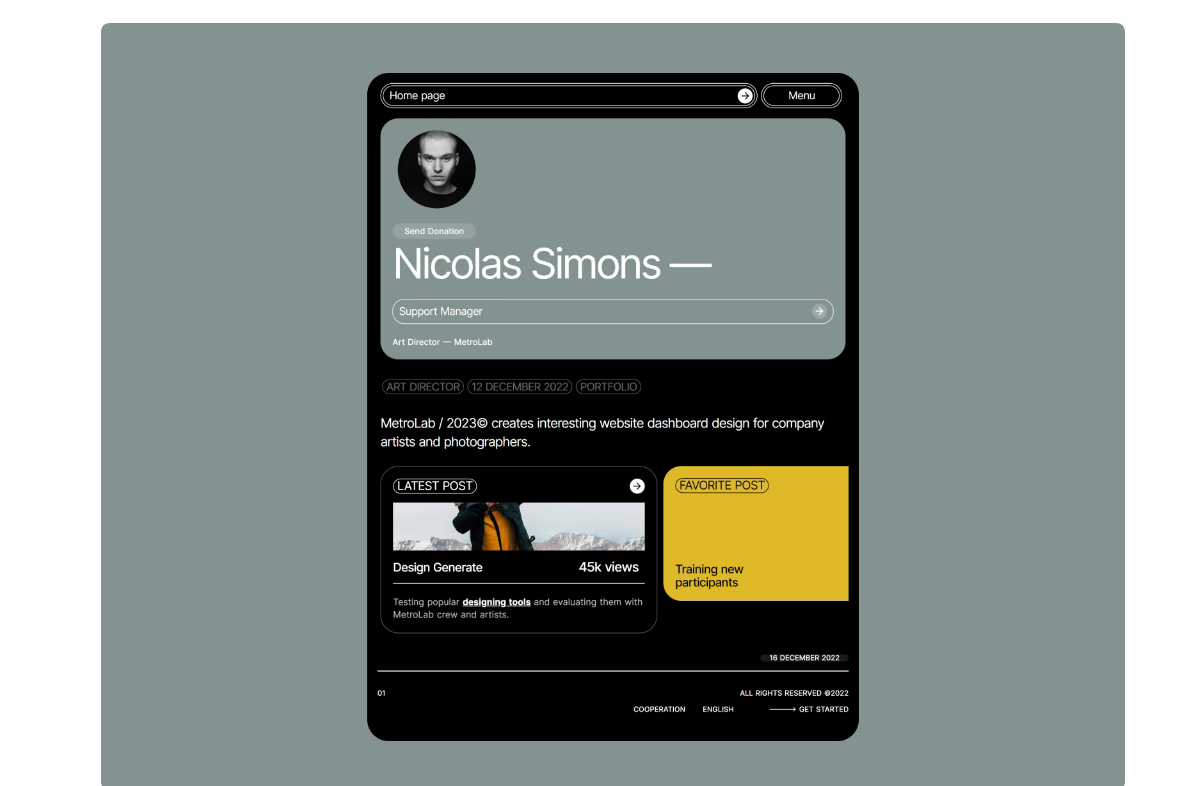 Home page
Menu
Send Donation
Nicolas Simons —
Support Manager
Art Director — MetroLab
ART DIRECTOR 12 DECEMBER 2022 PORTFOLIO
MetroLab / 2023© creates interesting website dashboard design for company
artists and photographers.
LATEST POST
Design Generate 45k views
Testing popular designing tools and evaluating them with
MetroLab crew and artists.
FAVORITE POST
Training new
participants
16 DECEMBER 2022
01 ALL RIGHTS RESERVED ©2022
COOPERATION ENGLISH GET STARTED